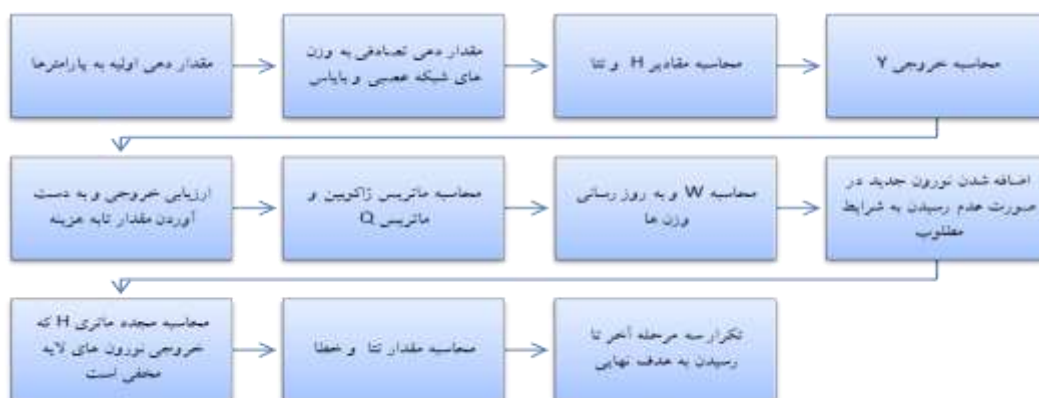 مقدار دهی اولیه به پارامترها
مقدار دهی تصادفی به وزن
های شبکه عصبی و بایاس
محاسبه مقادیر H و تتا
محاسبه خروجی Y
ارزیابی خروجی و به دست
آوردن مقدار تابه هزینه
محاسبه ماتریس ژاکوبین و
ماتریس Q
محاسبه W و به روز رسانی
وزن ها
اضافه شدن نورون جدید در
صورت عدم رسیدن به شرایط
مطلوب
محاسبه مجدد ماتری H که
خروجی نورون های لایه
مخفی است
محاسبه مقدار تتا و خطا
تکرار سه مرحله آخر تا
رسیدن به هدف نهایی